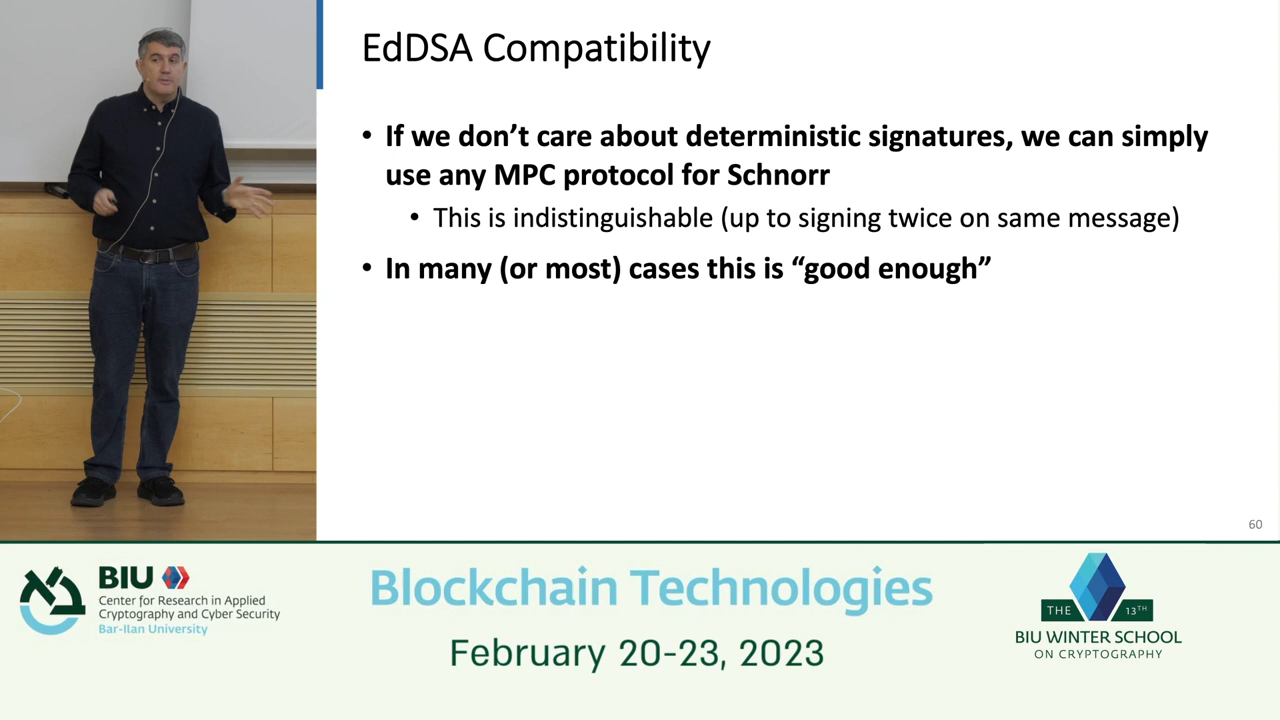 EdDSA Compatibility
• If we don’t care about deterministic signatures, we can simply
use any MPC protocol for Schnorr
• This is indistinguishable (up to signing twice on same message)
• In many (or most) cases this is “good en”
60
BIU
Center for Research in Applied
Cryptography and Cyber Security
Bar-Ilan University
Blockchain Technologies
February 20-23, 2023
THE 13TH
BIU WINTER SCHOOL
ON CRYPTOGRAPHY